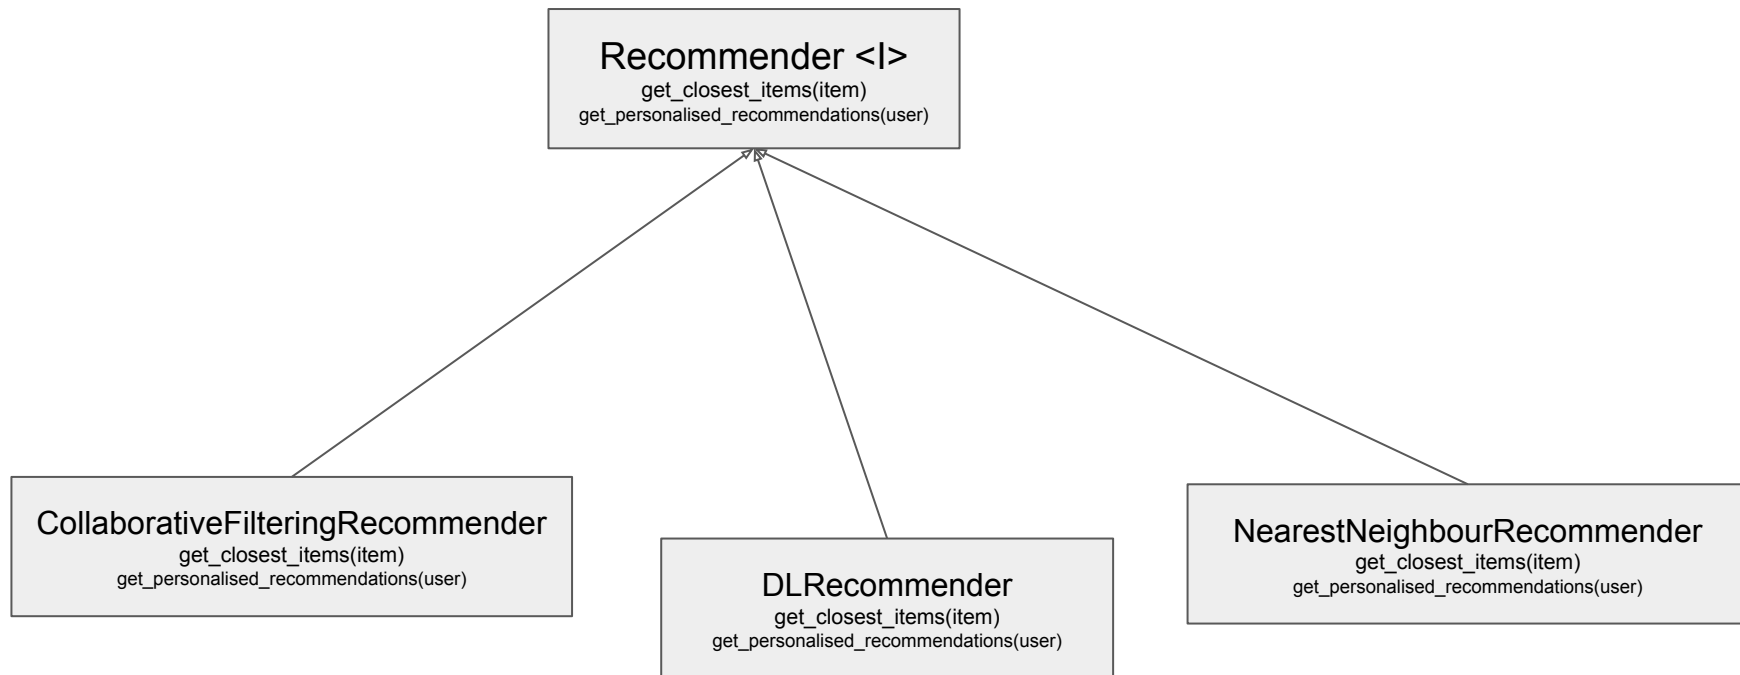 Recommender <I>
get_closest_items(item)
get_personalised_recommendations(user)
CollaborativeFilteringRecommender
get_closest_items(item)
get_personalised_recommendations(user)
DLRecommender
get_closest_items(item)
get_personalised_recommendations(user)
NearestNeighbourRecommender
get_closest_items(item)
get_personalised_recommendations(user)